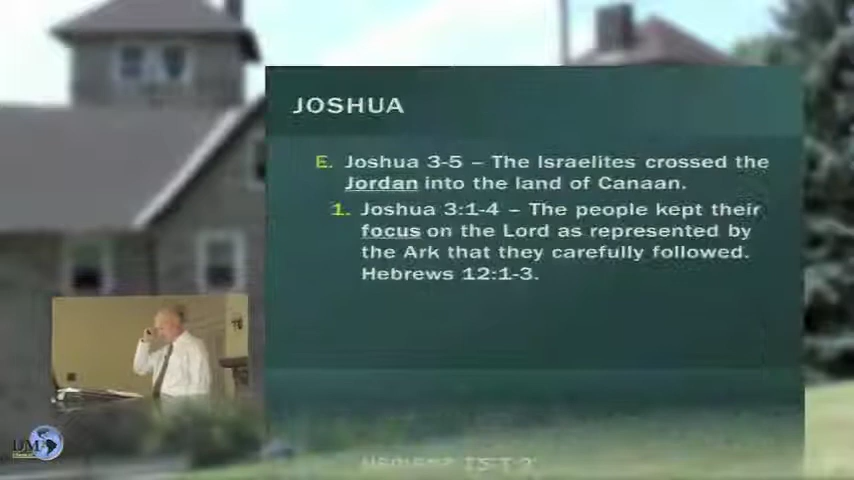 JOSHUA
E. Joshua 3-5 – The Israelites crossed the
Jordan into the land of Canaan.
1. Joshua 3:1-4 – The people kept their
focus on the Lord as represented by
the Ark that they carefully followed.
Hebrews 12:1-3.